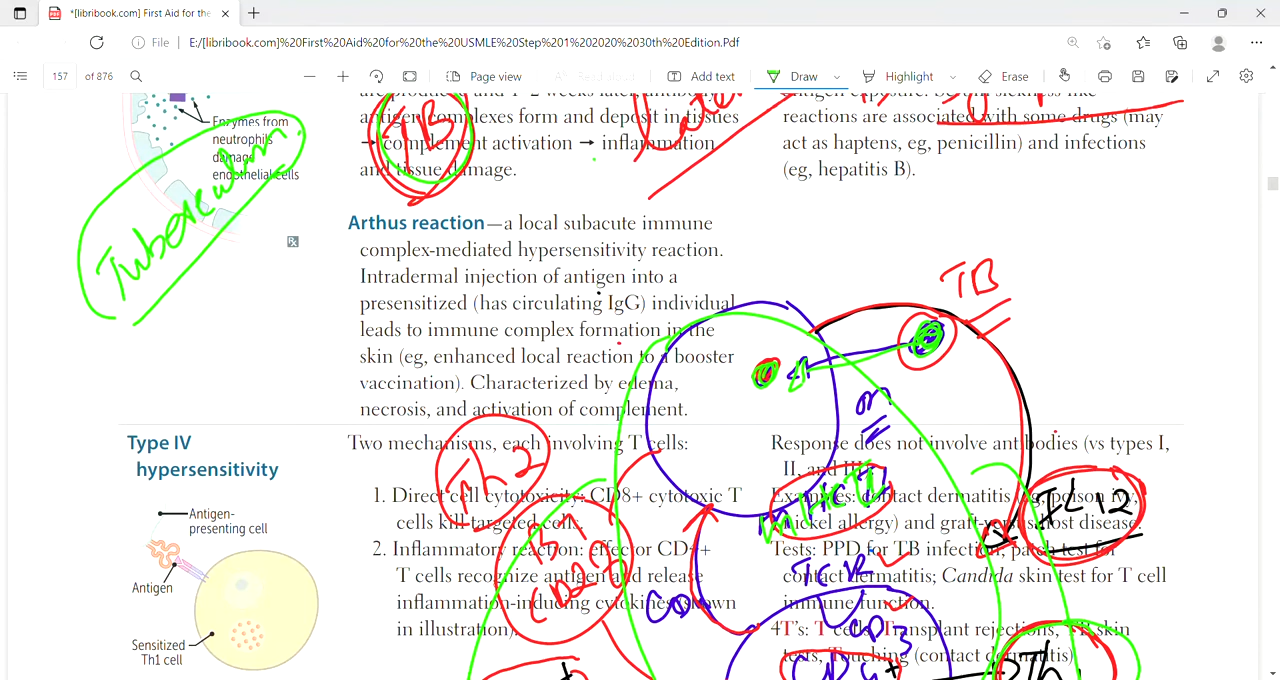 *[libribook.com] First Aid for the
File
E:/[libribook.com]%20First%20Aid%20for%20the%20USMLE%20Step%201%202020%2030th%20Edition.Pdf
157 of 876
Page view
Add text
Draw
Highlight
Erase
Enzymes from
neutrophils
damage
endothelial cells
antigen complexes form and deposit in tissues
→ complement activation → inflammation
and tissue damage.
reactions are associated with some drugs (may
act as haptens, eg, penicillin) and infections
(eg, hepatitis B).
TB
Late
Rx
Arthus reaction—a local subacute immune
complex-mediated hypersensitivity reaction.
Intradermal injection of antigen into a
presensitized (has circulating IgG) individual
leads to immune complex formation in the
skin (eg, enhanced local reaction to a booster
vaccination). Characterized by edema,
necrosis, and activation of complement.
TB
Type IV
hypersensitivity
Antigen-
presenting cell
Antigen
Sensitized
Th1 cell
Two mechanisms, each involving T cells:
1. Direct cell cytotoxicity: CD8+ cytotoxic T
cells kill targeted cells.
2. Inflammatory reaction: effector CD4+
T cells recognize antigen and release
inflammation-inducing cytokines (shown
in illustration).
Response does not involve antibodies (vs types I,
II, and III).
Examples: contact dermatitis (eg, poison ivy,
nickel allergy) and graft-versus-host disease.
Tests: PPD for TB infection; patch test for
contact dermatitis; Candida skin test for T cell
immune function.
4T's: T cells, Transplant rejections, TB skin
tests, Touching (contact dermatitis)
Th2
IL12
TCR
CD3
CD4+